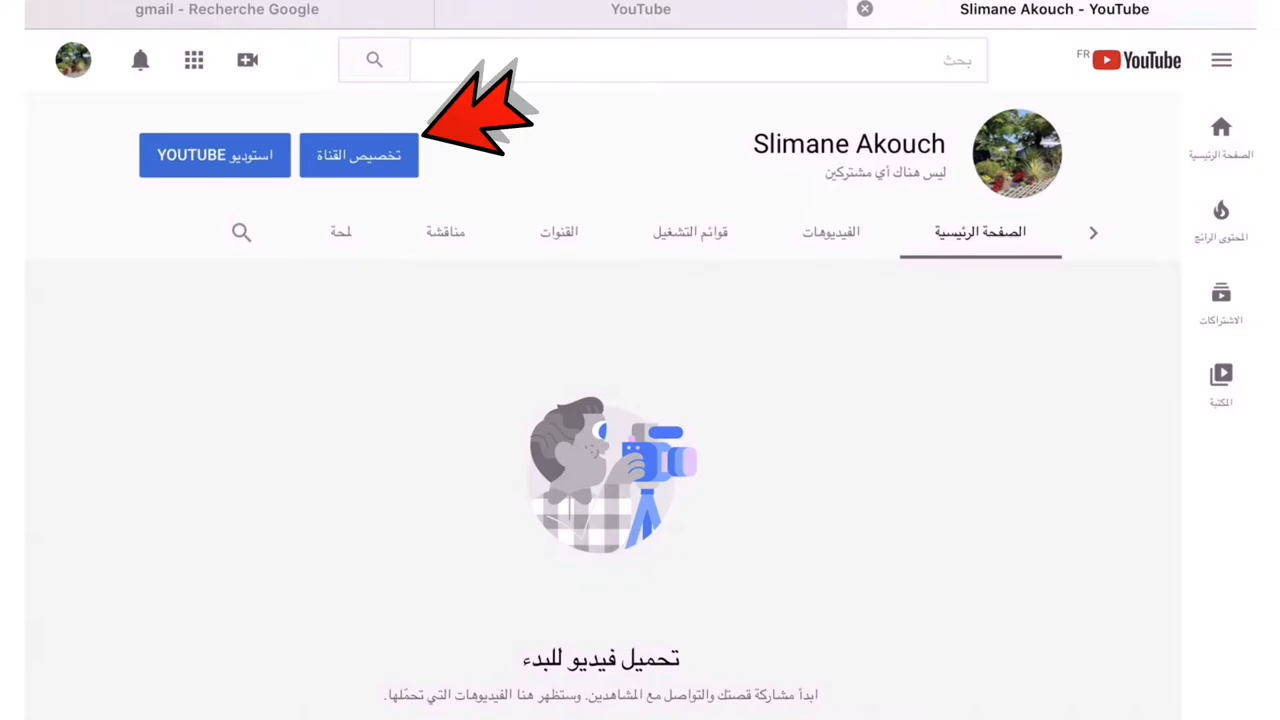 gmail - Recherche Google
YouTube
Slimane Akouch - YouTube
YouTube FR
بحث
الصفحة الرئيسية
المحتوى الرائج
الاشتراكات
المكتبة
Slimane Akouch
ليس هناك أي مشتركين
تخصيص القناة
استوديو YOUTUBE
الصفحة الرئيسية
الفيديوهات
قوائم التشغيل
القنوات
مناقشة
لمحة
تحميل فيديو للبدء
ابدأ مشاركة قصتك والتواصل مع المشاهدين. وستظهر هنا الفيديوهات التي تحمّلها.